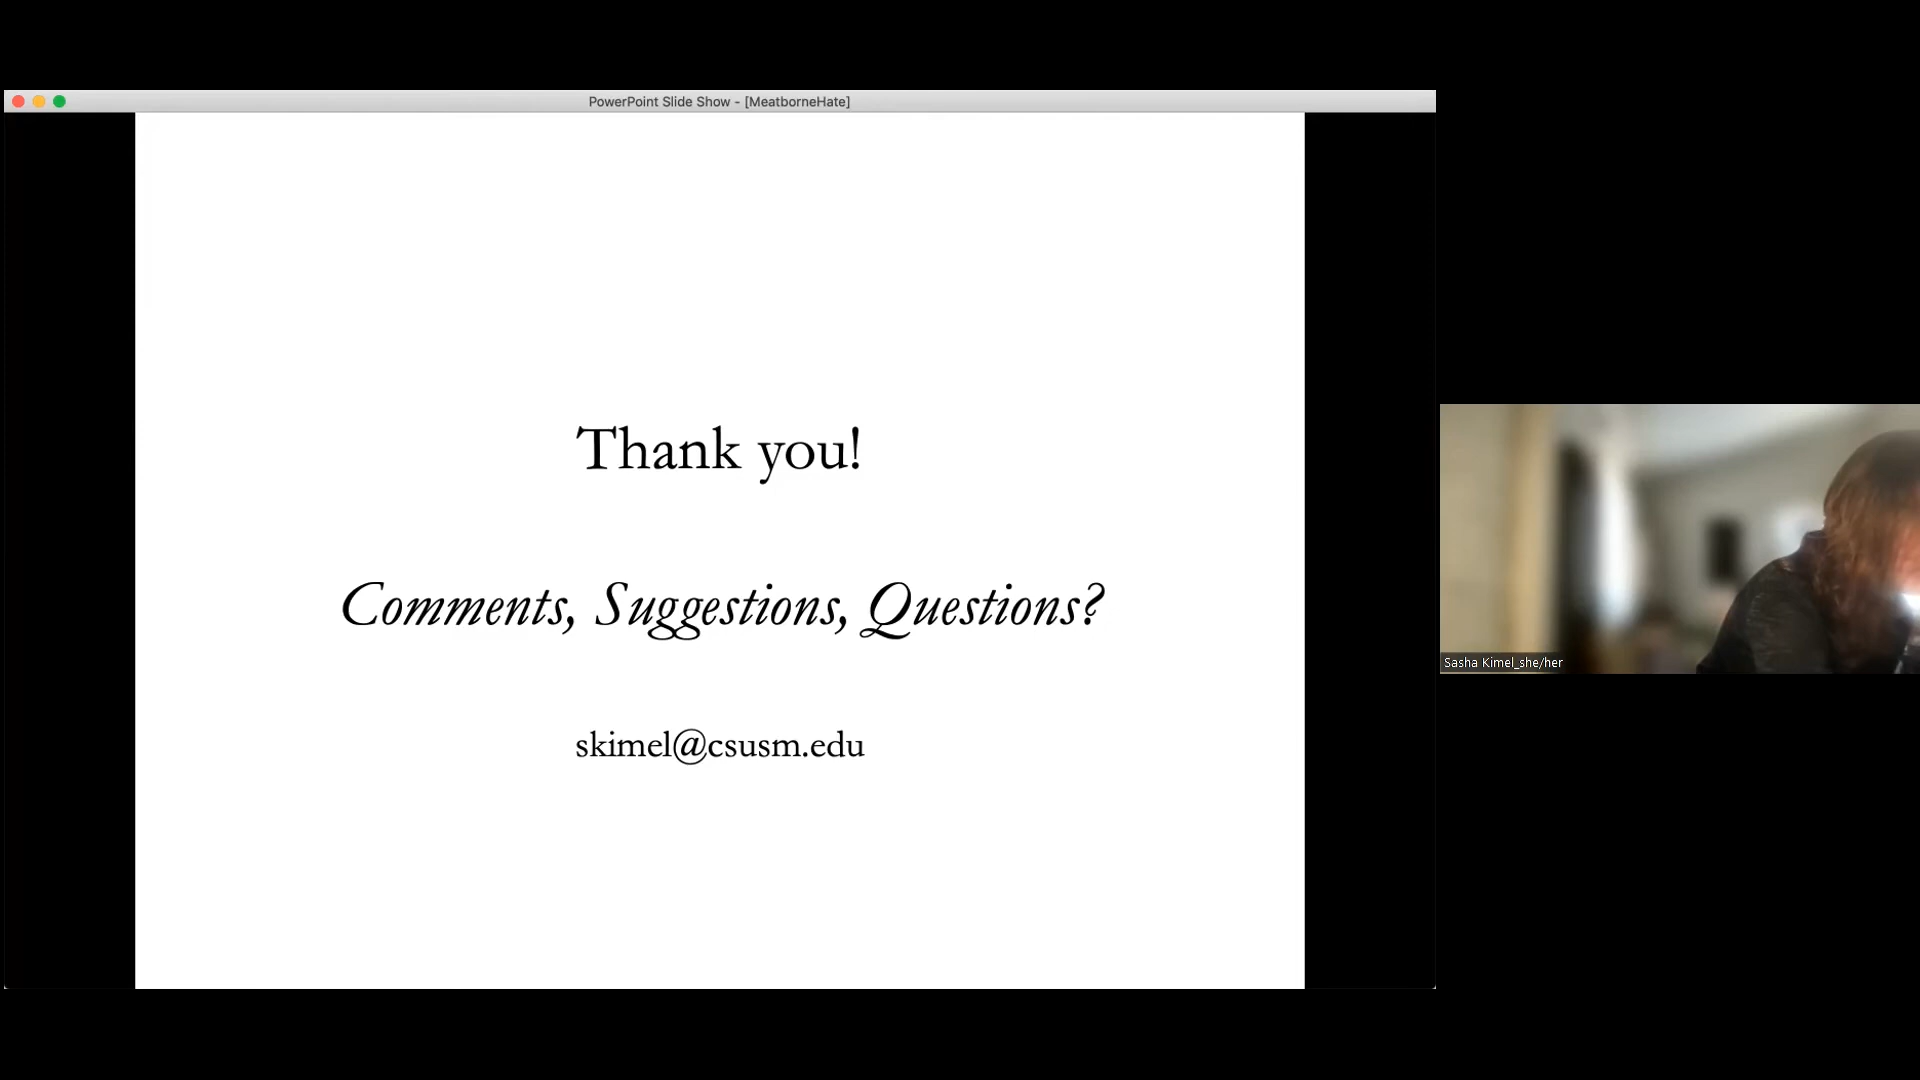 PowerPoint Slide Show - [MeatborneHate]
Thank you!
Comments, Suggestions, Questions?
skimel@csusm.edu
Sasha Kimel_she/her